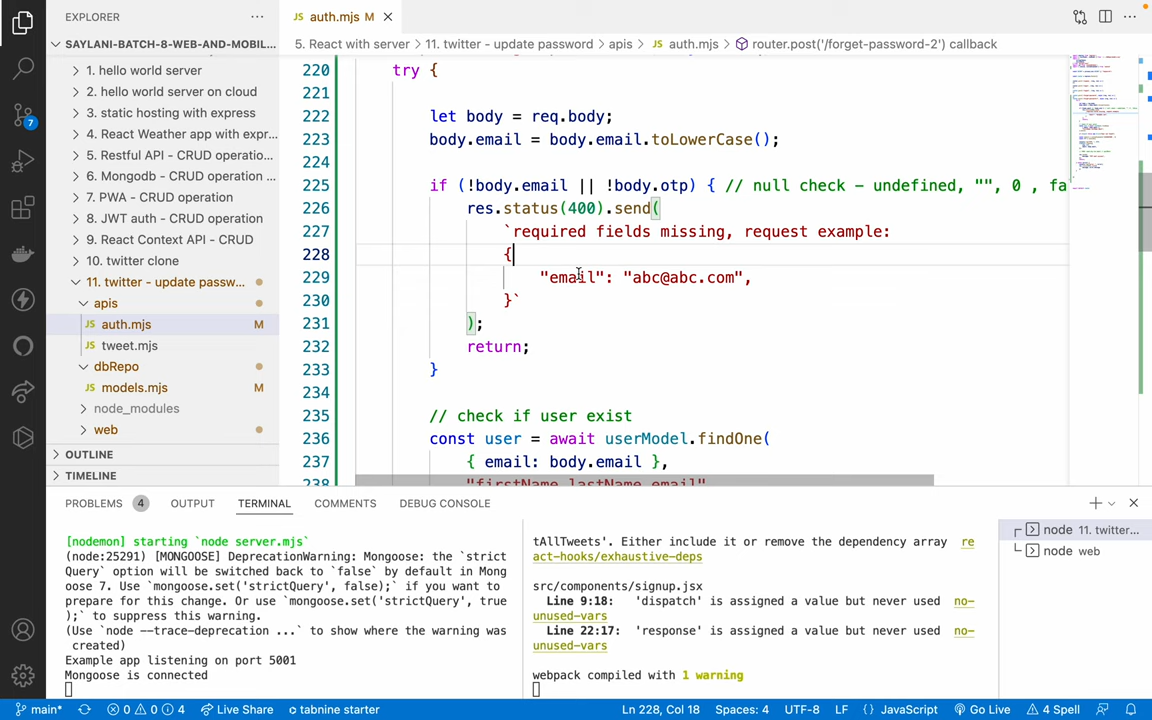 EXPLORER
auth.mjs M
SAYLANI-BATCH-8-WEB-AND-MOBIL...
5. React with server
11. twitter - update password
apis
auth.mjs
router.post('/forget-password-2') callback
1. hello world server
2. hello world server on cloud
3. static hosting with express
4. React Weather app with expr...
5. Restful API - CRUD operatio...
6. Mongodb - CRUD operation ...
7. PWA - CRUD operation
8. JWT auth - CRUD operation
9. React Context API - CRUD
10. twitter clone
11. twitter - update passw...
apis
auth.mjs M
tweet.mjs
dbRepo
models.mjs M
node_modules
web
OUTLINE
TIMELINE
7
220 try {
221
222 let body = req.body;
223 body.email = body.email.toLowerCase();
224
225 if (!body.email || !body.otp) { // null check - undefined, "", 0 , fa
226 res.status(400).send(
227 `required fields missing, request example:
228 {
229 "email": "abc@abc.com",
230 }`
231 );
232 return;
233 }
234
235 // check if user exist
236 const user = await userModel.findOne(
237 { email: body.email },
238 "firstName lastName email"
PROBLEMS 4 OUTPUT TERMINAL COMMENTS DEBUG CONSOLE
[nodemon] starting `node server.mjs`
(node:25291) [MONGOOSE] DeprecationWarning: Mongoose: the `strict
Query` option will be switched back to `false` by default in Mong
oose 7. Use `mongoose.set('strictQuery', false);` if you want to
prepare for this change. Or use `mongoose.set('strictQuery', true
);` to suppress this warning.
(Use `node --trace-deprecation ...` to show where the warning was
created)
Example app listening on port 5001
Mongoose is connected
tAllTweets'. Either include it or remove the dependency array re
act-hooks/exhaustive-deps
src/components/signup.jsx
Line 9:18: 'dispatch' is assigned a value but never used no-
unused-vars
Line 22:17: 'response' is assigned a value but never used no-
unused-vars
webpack compiled with 1 warning
node 11. twitter...
node web
main* 0 0 4 Live Share tabnine starter Ln 228, Col 18 Spaces: 4 UTF-8 LF {} JavaScript Go Live 4 Spell